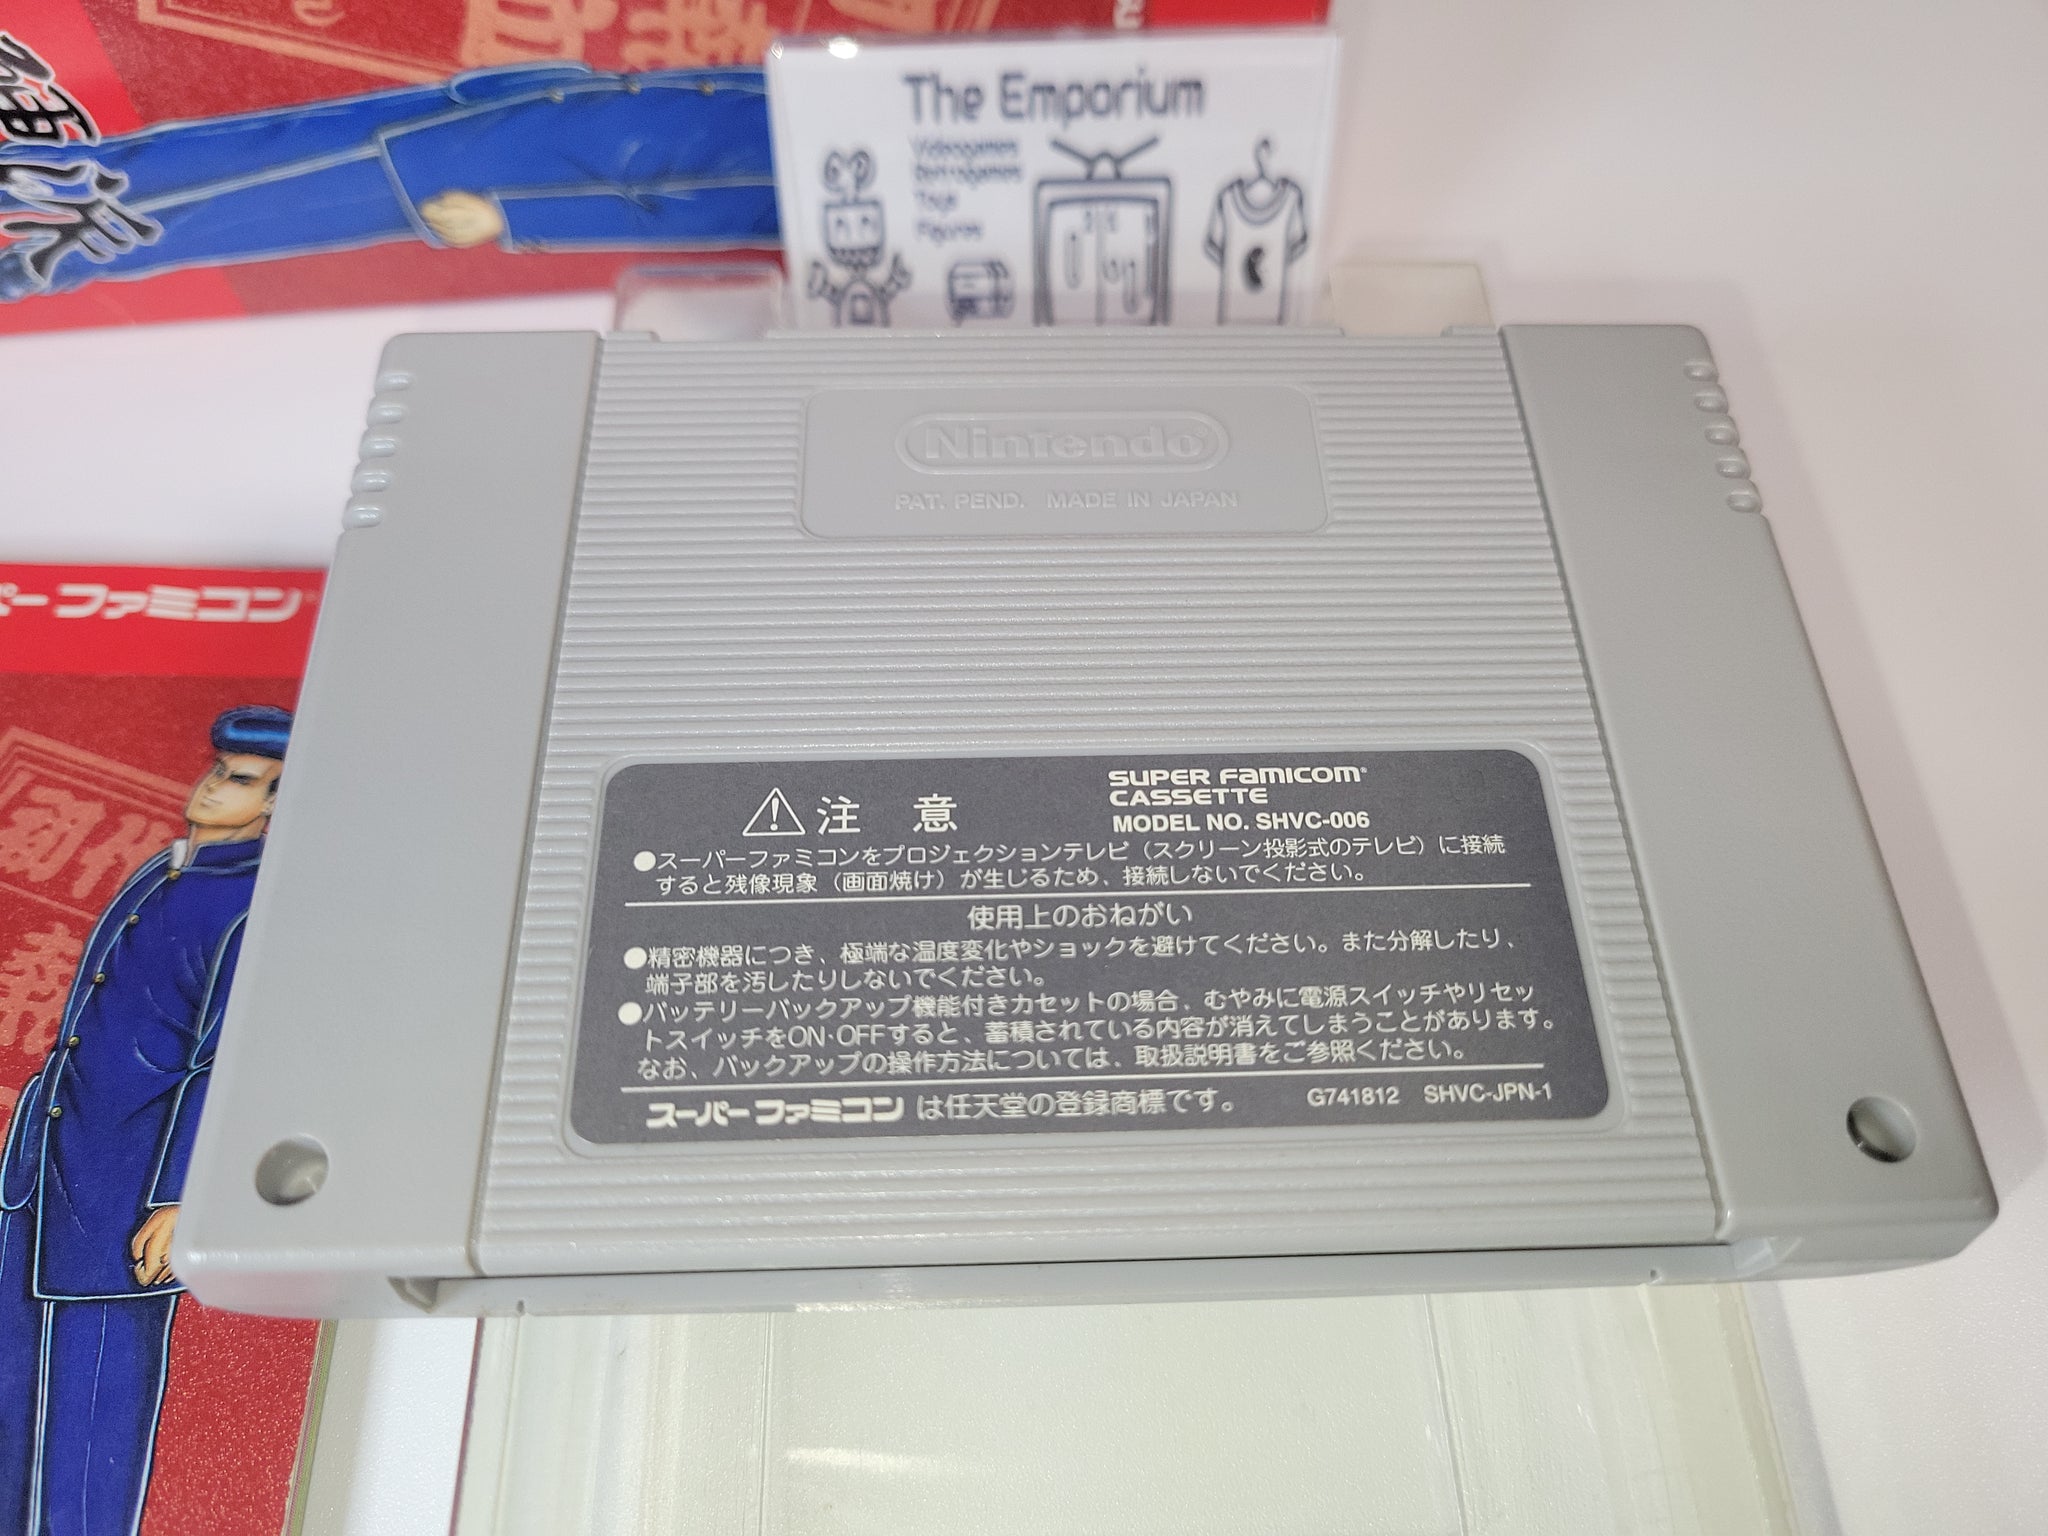 The Emporium
Videogames
Retrogames
Toys
Figures
強
派
Nintendo®
PAT. PEND. MADE IN JAPAN
ーファミコン
⚠注 意
SUPER FAMICOM®
CASSETTE
MODEL NO. SHVC-006
●スーパーファミコンをプロジェクションテレビ（スクリーン投影式のテレビ）に接続
すると残像現象（画面焼け）が生じるため、接続しないでください。
使用上のおねがい
●精密機器につき、極端な温度変化やショックを避けてください。また分解したり、
端子部を汚したりしないでください。
●バッテリーバックアップ機能付きカセットの場合、むやみに電源スイッチやリセッ
トスイッチをON・OFFすると、蓄積されている内容が消えてしまうことがあります。
なお、バックアップの操作方法については、取扱説明書をご参照ください。
スーパーファミコン は任天堂の登録商標です。 G741812 SHVC-JPN-1